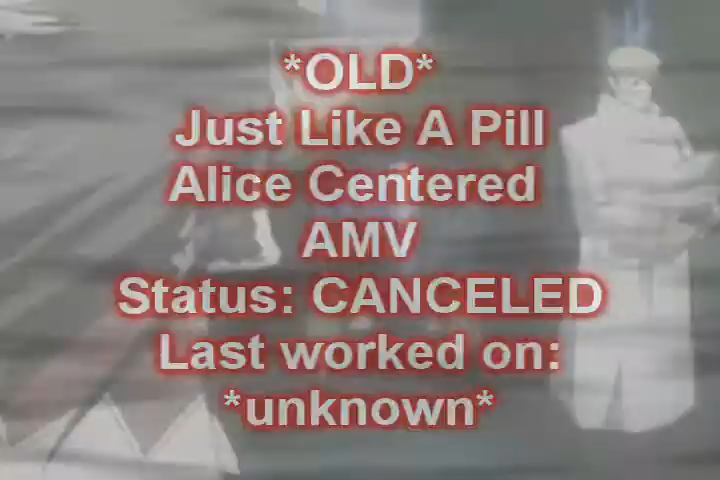 *OLD*
Just Like A Pill
Alice Centered
AMV
Status: CANCELED
Last worked on:
*unknown*